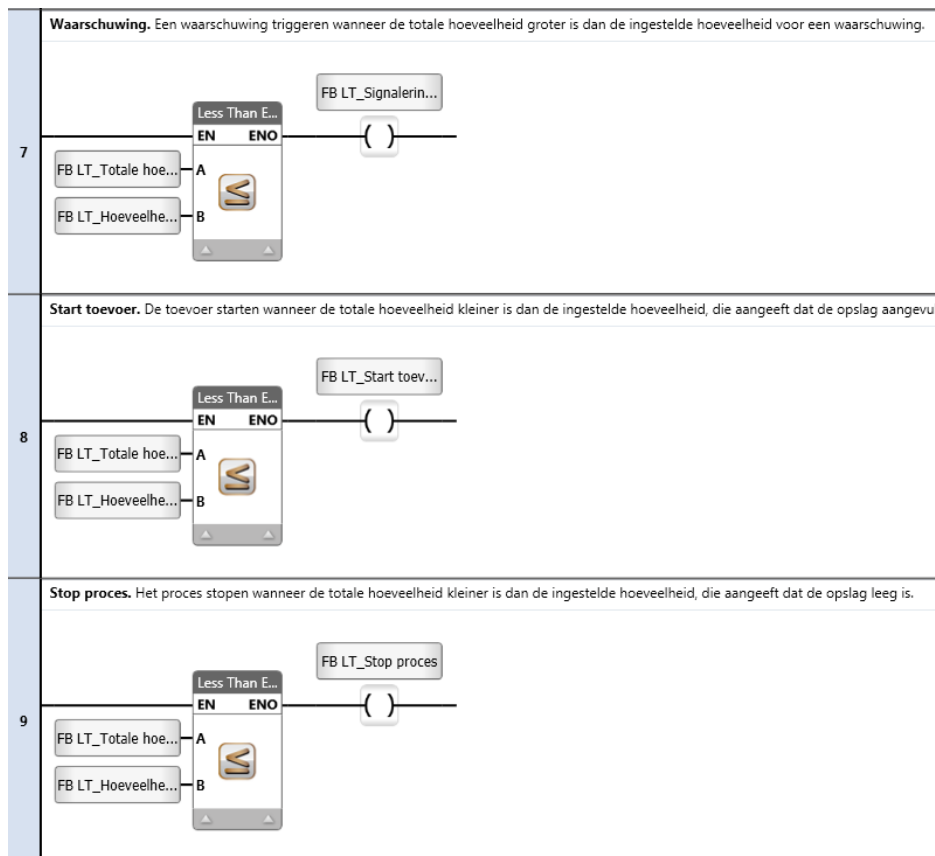 Waarschuwing. Een waarschuwing triggeren wanneer de totale hoeveelheid groter is dan de ingestelde hoeveelheid voor een waarschuwing.
FB LT_Signalerin...
Less Than E...
EN ENO
7
FB LT_Totale hoe... A
≤
FB LT_Hoeveelhe... B
Start toevoer. De toevoer starten wanneer de totale hoeveelheid kleiner is dan de ingestelde hoeveelheid, die aangeeft dat de opslag aangevu
FB LT_Start toev...
Less Than E...
EN ENO
8
FB LT_Totale hoe... A
≤
FB LT_Hoeveelhe... B
Stop proces. Het proces stopen wanneer de totale hoeveelheid kleiner is dan de ingestelde hoeveelheid, die aangeeft dat de opslag leeg is.
FB LT_Stop proces
Less Than E...
EN ENO
9
FB LT_Totale hoe... A
≤
FB LT_Hoeveelhe... B